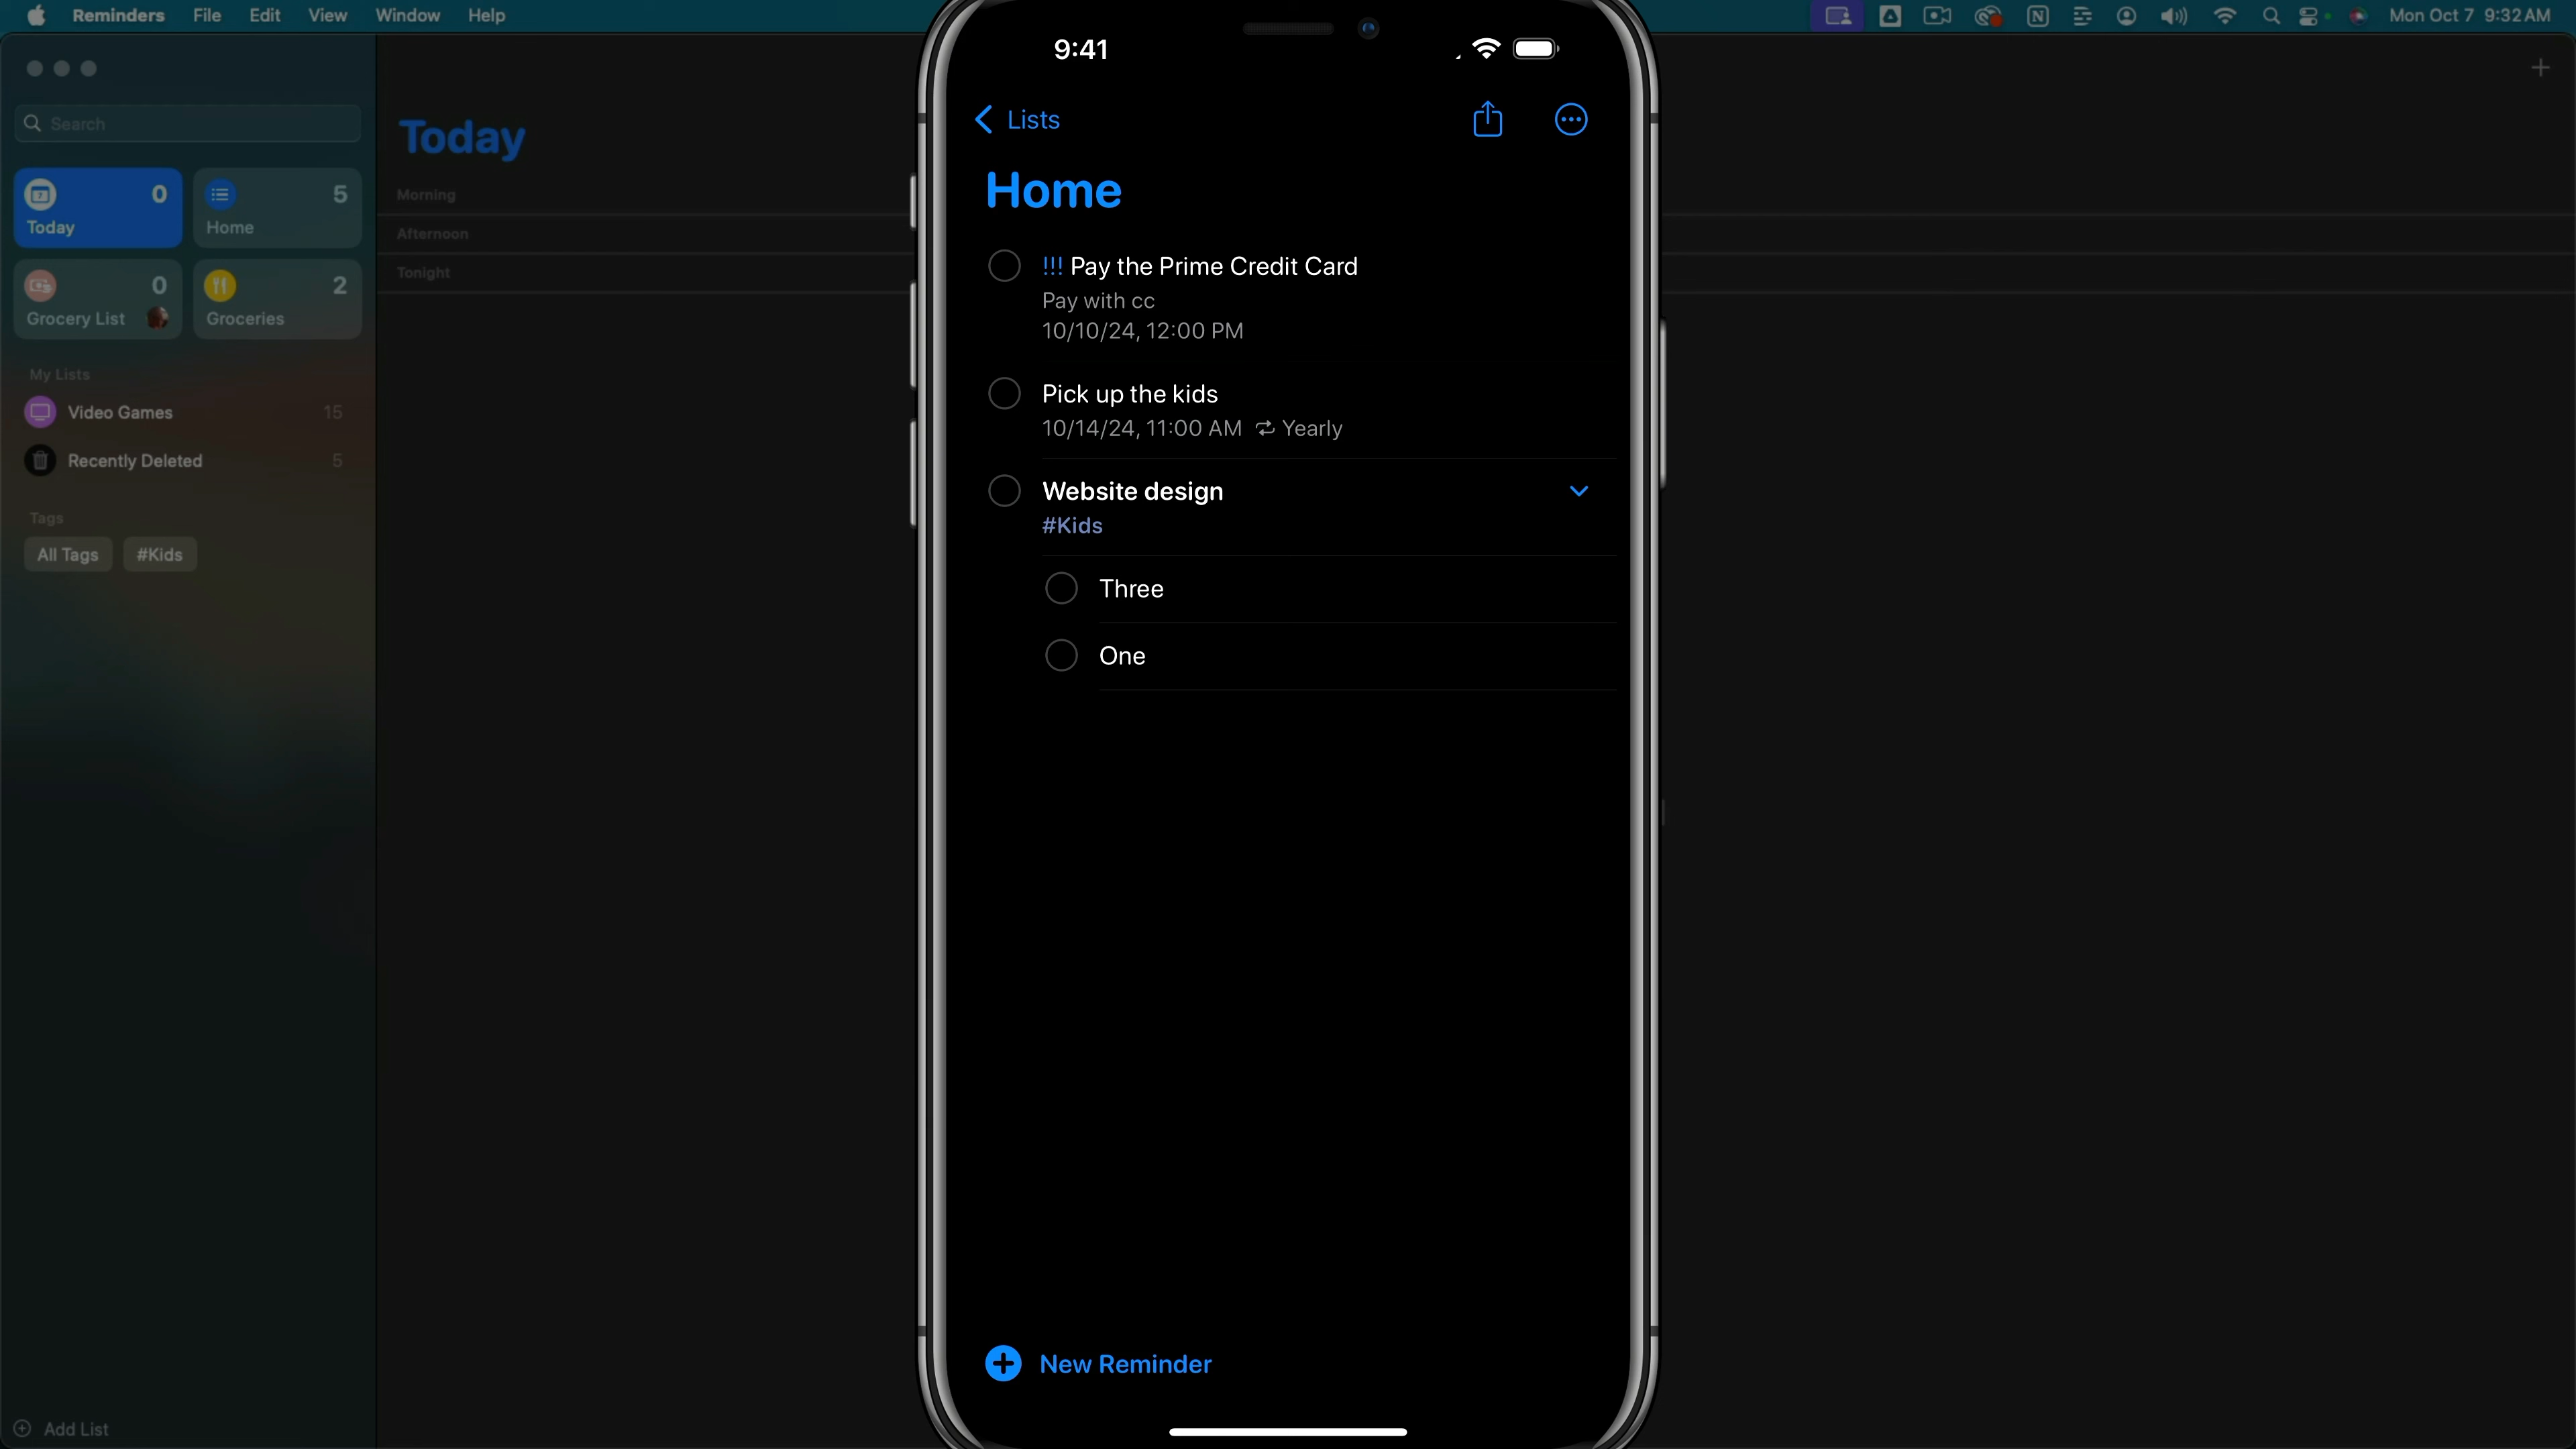 Reminders File Edit View Window Help
Mon Oct 7 9:32 AM
Search
0
Today
5
Home
0
Grocery List
2
Groceries
My Lists
Video Games 15
Recently Deleted 5
Tags
All Tags #Kids
Add List
Today
Morning
Afternoon
Tonight
9:41
Lists
Home
!!! Pay the Prime Credit Card
Pay with cc
10/10/24, 12:00 PM
Pick up the kids
10/14/24, 11:00 AM Yearly
Website design
#Kids
Three
One
New Reminder